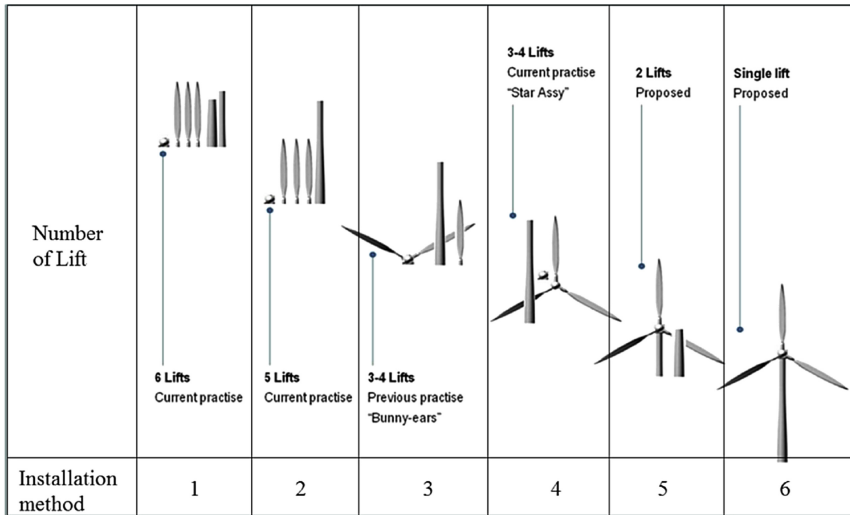 Number
of Lift
6 Lifts
Current practise
5 Lifts
Current practise
3-4 Lifts
Previous practise
"Bunny-ears"
3-4 Lifts
Current practise
"Star Assy"
2 Lifts
Proposed
Single lift
Proposed
Installation
method
1
2
3
4
5
6